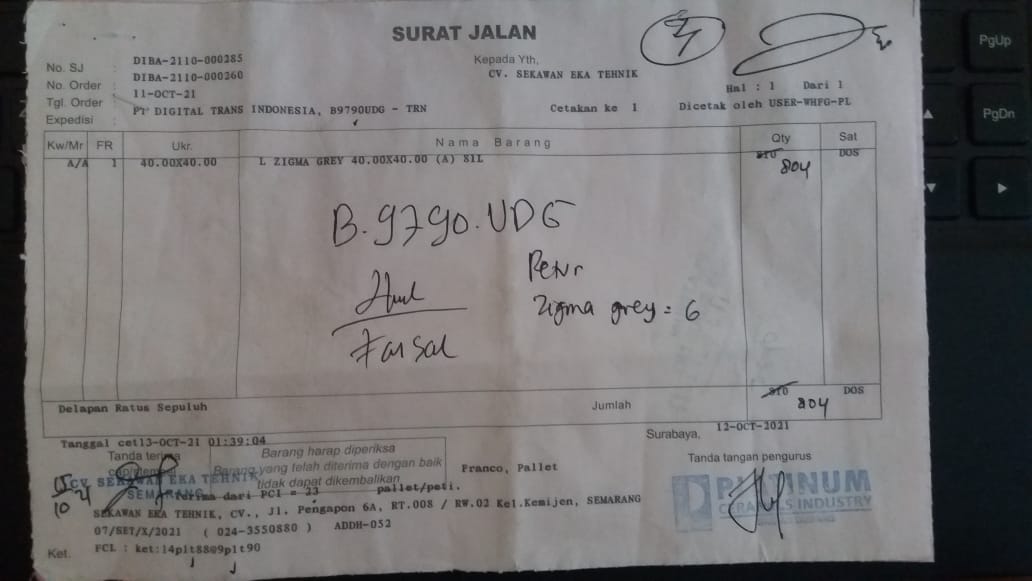 SURAT JALAN
No. SJ : DIBA-2110-000285
No. Order : DIBA-2110-000260
Tgl. Order : 11-OCT-21
Expedisi : PT DIGITAL TRANS INDONESIA, B9790UDG - TRN
Kepada Yth,
CV. SEKAWAN EKA TEHNIK
Hal : 1 Dari 1
Cetakan ke 1 Dicetak oleh USER-WHFG-PL
Kw/Mr FR Ukr. Nama Barang Qty Sat
A/A 1 40.00X40.00 L ZIGMA GREY 40.00X40.00 (A) 81L 810 DOS
804
B.9790.UDG
Retur
Zigma grey = 6
Faisal
Delapan Ratus Sepuluh Jumlah 810 DOS
804
Tanggal cet13-OCT-21 01:39:04
Surabaya, 12-OCT-2021
Tanda terima
cap/stempel
Barang harap diperiksa
Barang yang telah diterima dengan baik
tidak dapat dikembalikan
Franco, Pallet
Tanda tangan pengurus
CV. SEKAWAN EKA TEHNIK
SEMARANG
PLATINUM
CERAMICS INDUSTRY
Terima dari PCI = 23 pallet/peti.
SEKAWAN EKA TEHNIK, CV., Jl. Pengapon 6A, RT.008 / RW.02 Kel.Kemijen, SEMARANG
07/SET/X/2021 ( 024-3550880 ) ADDH-052
Ket. FCL : ket:14plt88@9plt90